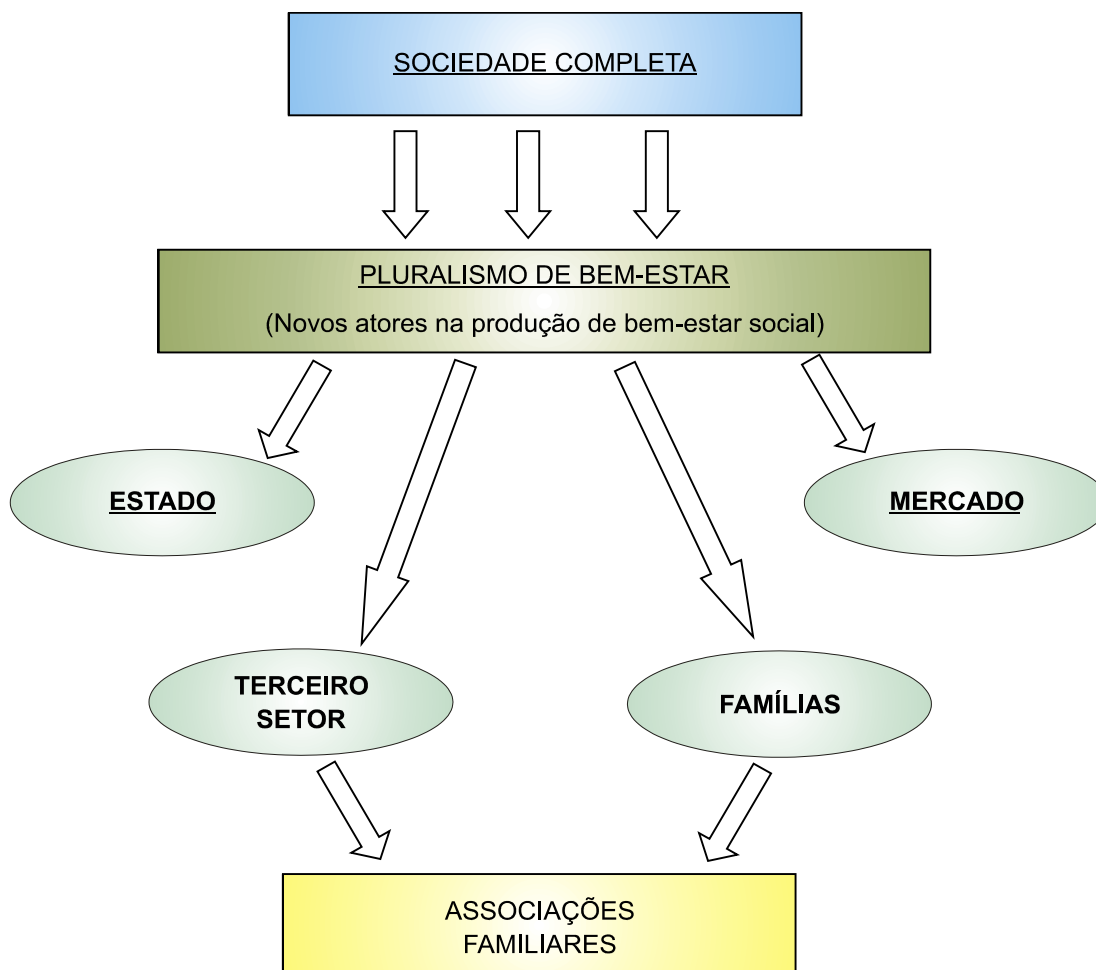 SOCIEDADE COMPLETA
PLURALISMO DE BEM-ESTAR
(Novos atores na produção de bem-estar social)
ESTADO
MERCADO
TERCEIRO
SETOR
FAMÍLIAS
ASSOCIAÇÕES
FAMILIARES